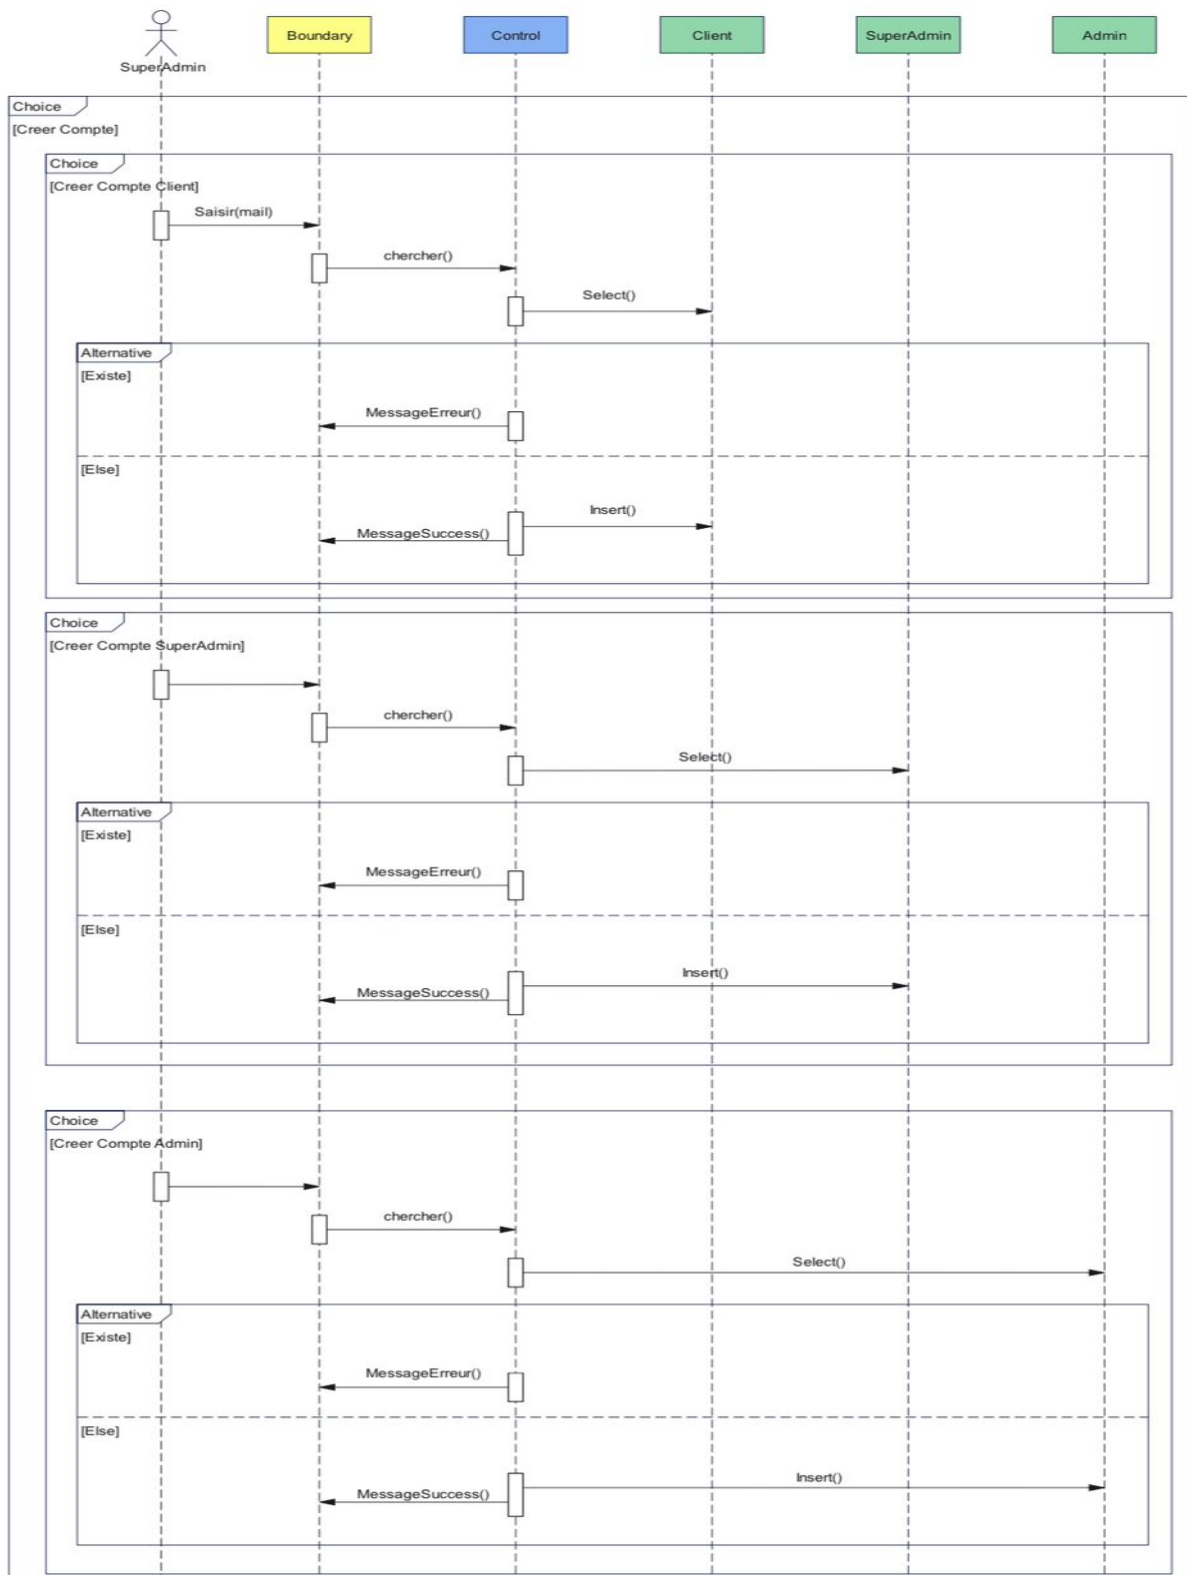 Boundary
Control
Client
SuperAdmin
Admin
SuperAdmin
Choice
[Creer Compte]
Choice
[Creer Compte Client]
Saisir(mail)
chercher()
Select()
Alternative
[Existe]
MessageErreur()
[Else]
Insert()
MessageSuccess()
Choice
[Creer Compte SuperAdmin]
chercher()
Select()
Alternative
[Existe]
MessageErreur()
[Else]
Insert()
MessageSuccess()
Choice
[Creer Compte Admin]
chercher()
Select()
Alternative
[Existe]
MessageErreur()
[Else]
Insert()
MessageSuccess()